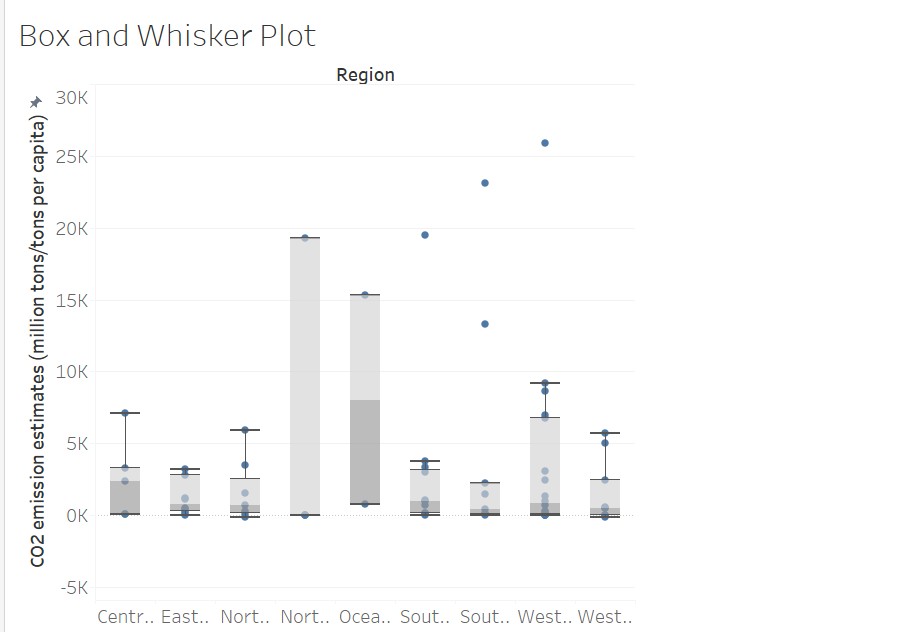 Box and Whisker Plot
Region
CO2 emission estimates (million tons/tons per capita)
30K
25K
20K
15K
10K
5K
0K
-5K
Centr.. East.. Nort.. Nort.. Ocea.. Sout.. Sout.. West.. West..